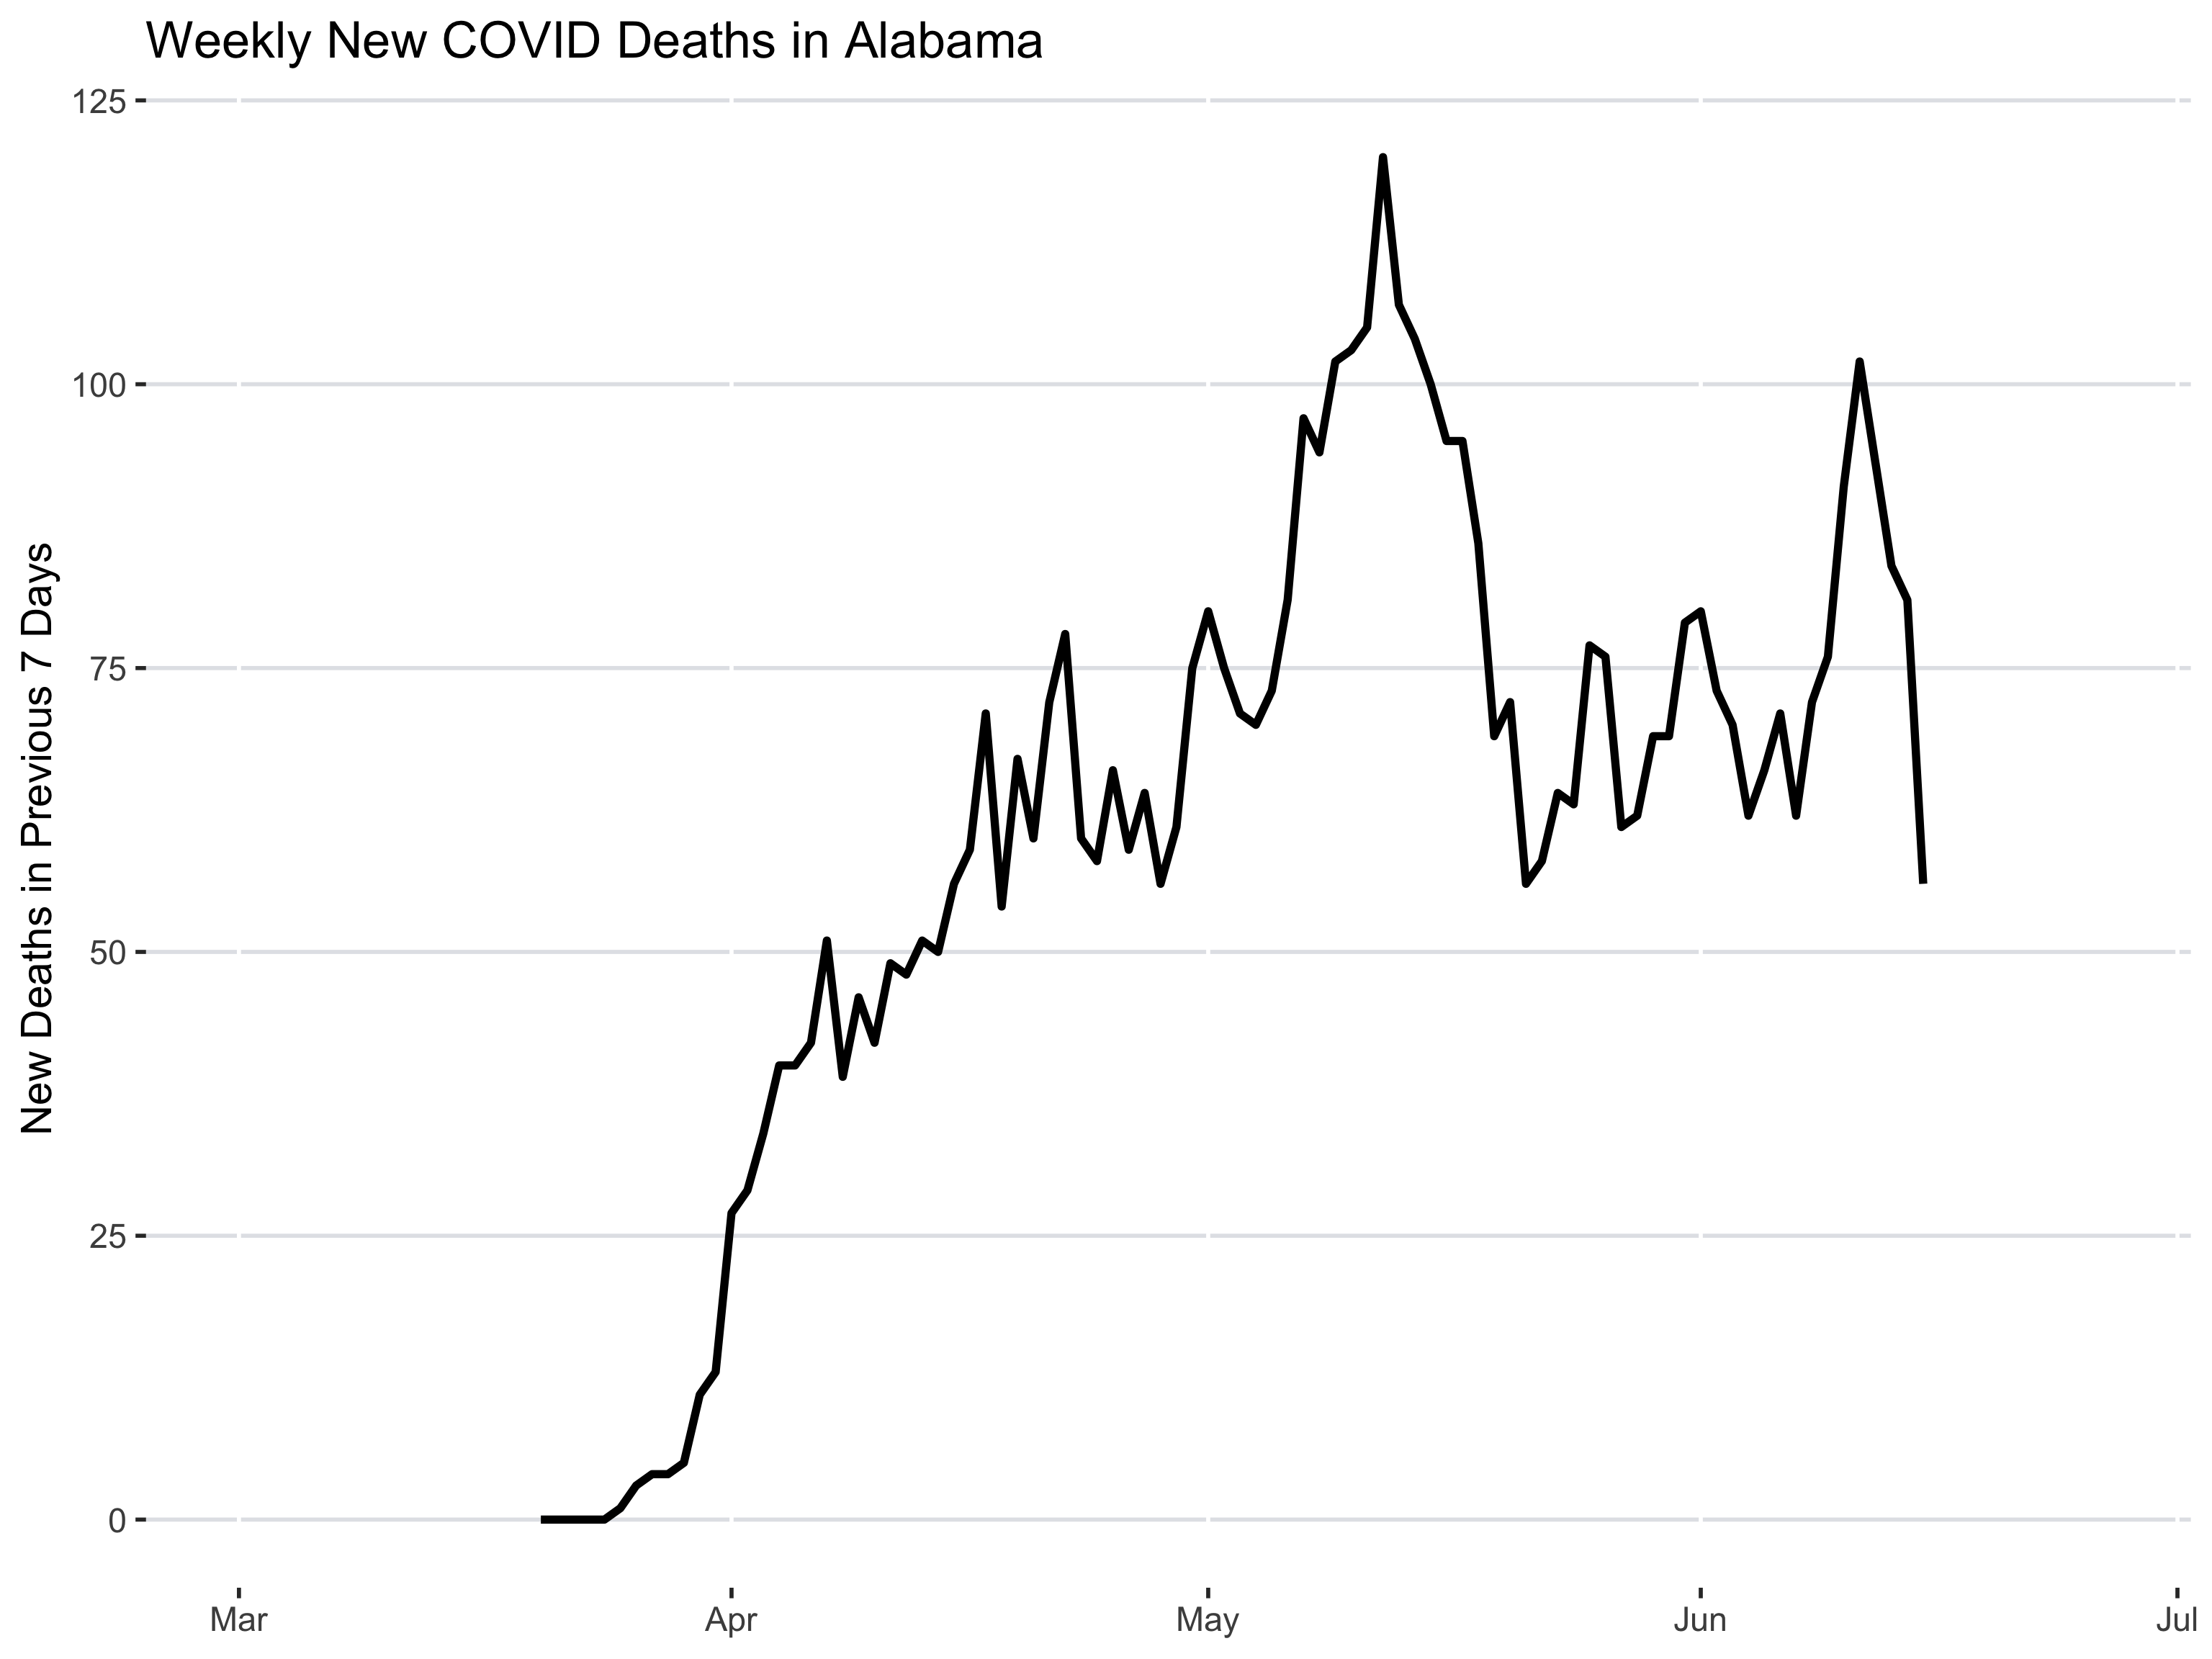 Weekly New COVID Deaths in Alabama
New Deaths in Previous 7 Days
125
100
75
50
25
0
Mar
Apr
May
Jun
Jul